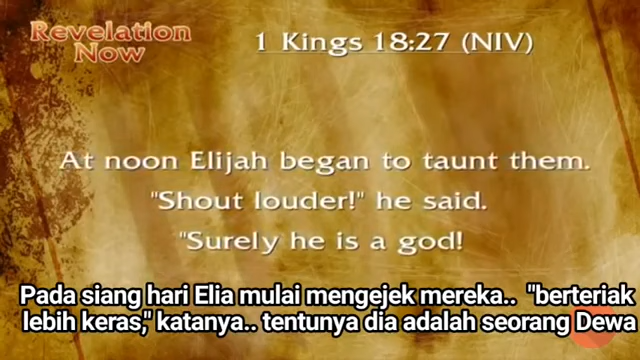 Revelation
Now
1 Kings 18:27 (NIV)
At noon Elijah began to taunt them.
"Shout louder!" he said.
"Surely he is a god!
Pada siang hari Elia mulai mengejek mereka.. "berteriak
lebih keras," katanya.. tentunya dia adalah seorang Dewa